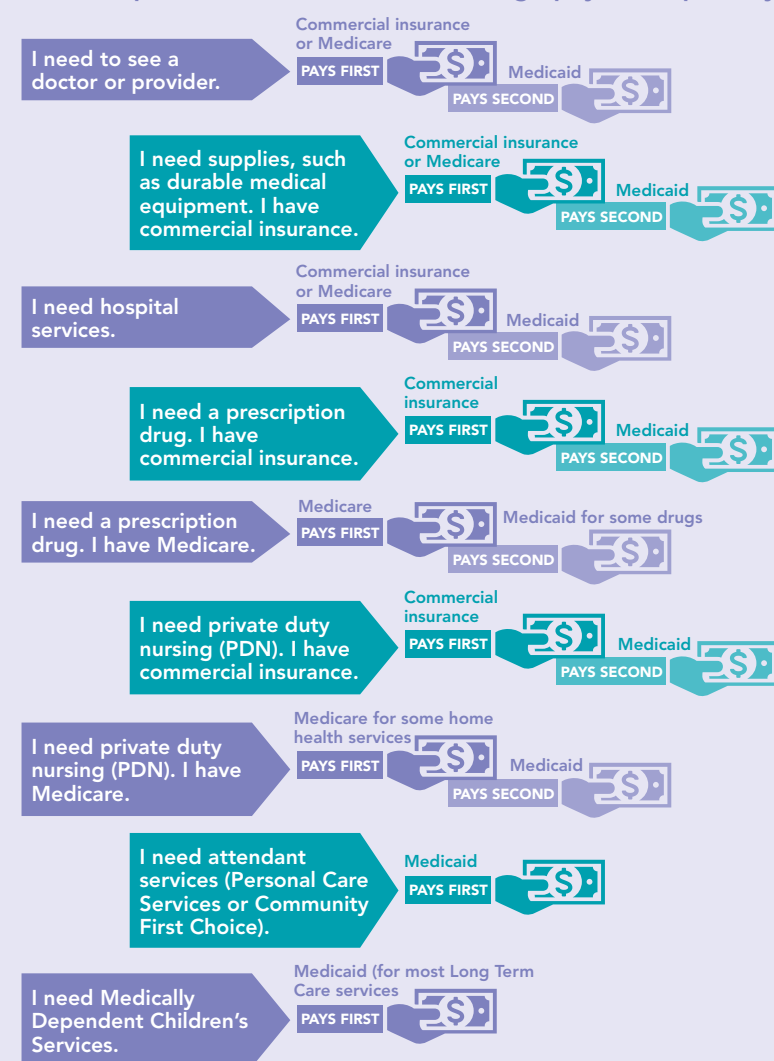 I need to see a
doctor or provider.
Commercial insurance
or Medicare
PAYS FIRST
Medicaid
PAYS SECOND
I need supplies, such
as durable medical
equipment. I have
commercial insurance.
Commercial insurance
or Medicare
PAYS FIRST
Medicaid
PAYS SECOND
I need hospital
services.
Commercial insurance
or Medicare
PAYS FIRST
Medicaid
PAYS SECOND
I need a prescription
drug. I have
commercial insurance.
Commercial
insurance
PAYS FIRST
Medicaid
PAYS SECOND
I need a prescription
drug. I have Medicare.
Medicare
PAYS FIRST
Medicaid for some drugs
PAYS SECOND
I need private duty
nursing (PDN). I have
commercial insurance.
Commercial
insurance
PAYS FIRST
Medicaid
PAYS SECOND
I need private duty
nursing (PDN). I have
Medicare.
Medicare for some home
health services
PAYS FIRST
Medicaid
PAYS SECOND
I need attendant
services (Personal Care
Services or Community
First Choice).
Medicaid
PAYS FIRST
I need Medically
Dependent Children's
Services.
Medicaid (for most Long Term
Care services
PAYS FIRST